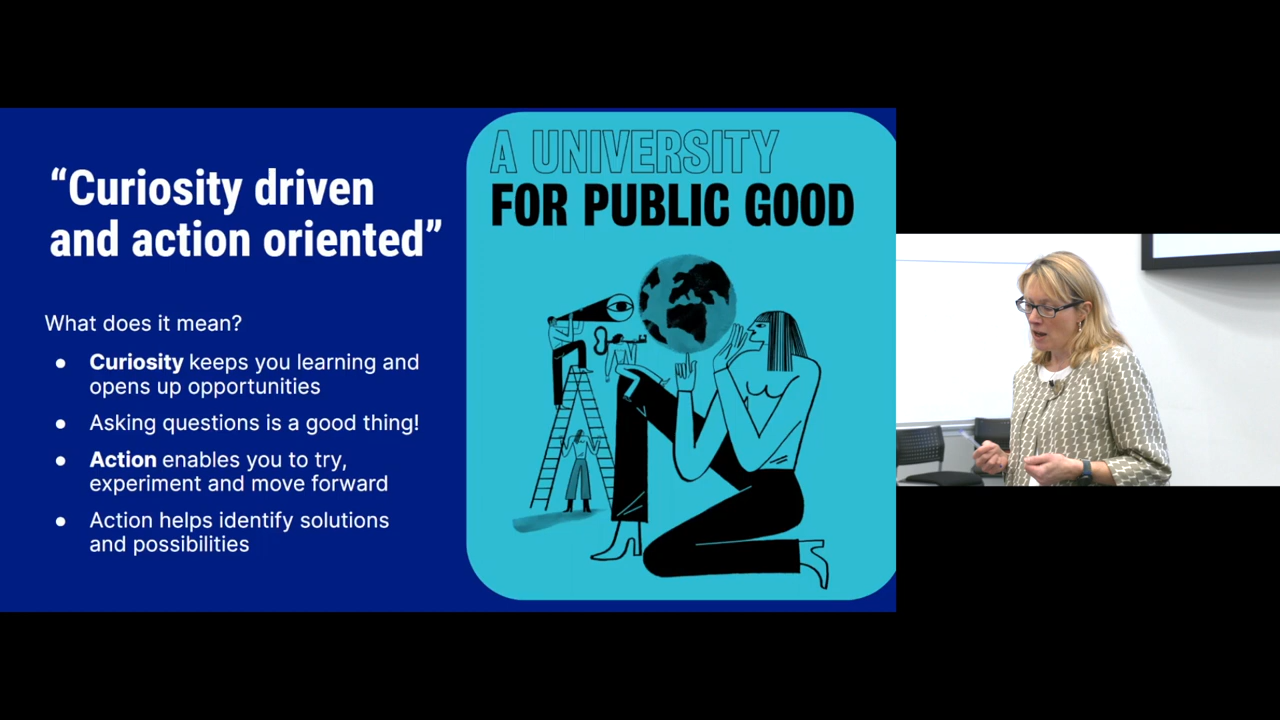 “Curiosity driven
and action oriented”
What does it mean?
● Curiosity keeps you learning and
opens up opportunities
● Asking questions is a good thing!
● Action enables you to try,
experiment and move forward
● Action helps identify solutions
and possibilities
A UNIVERSITY
FOR PUBLIC GOOD